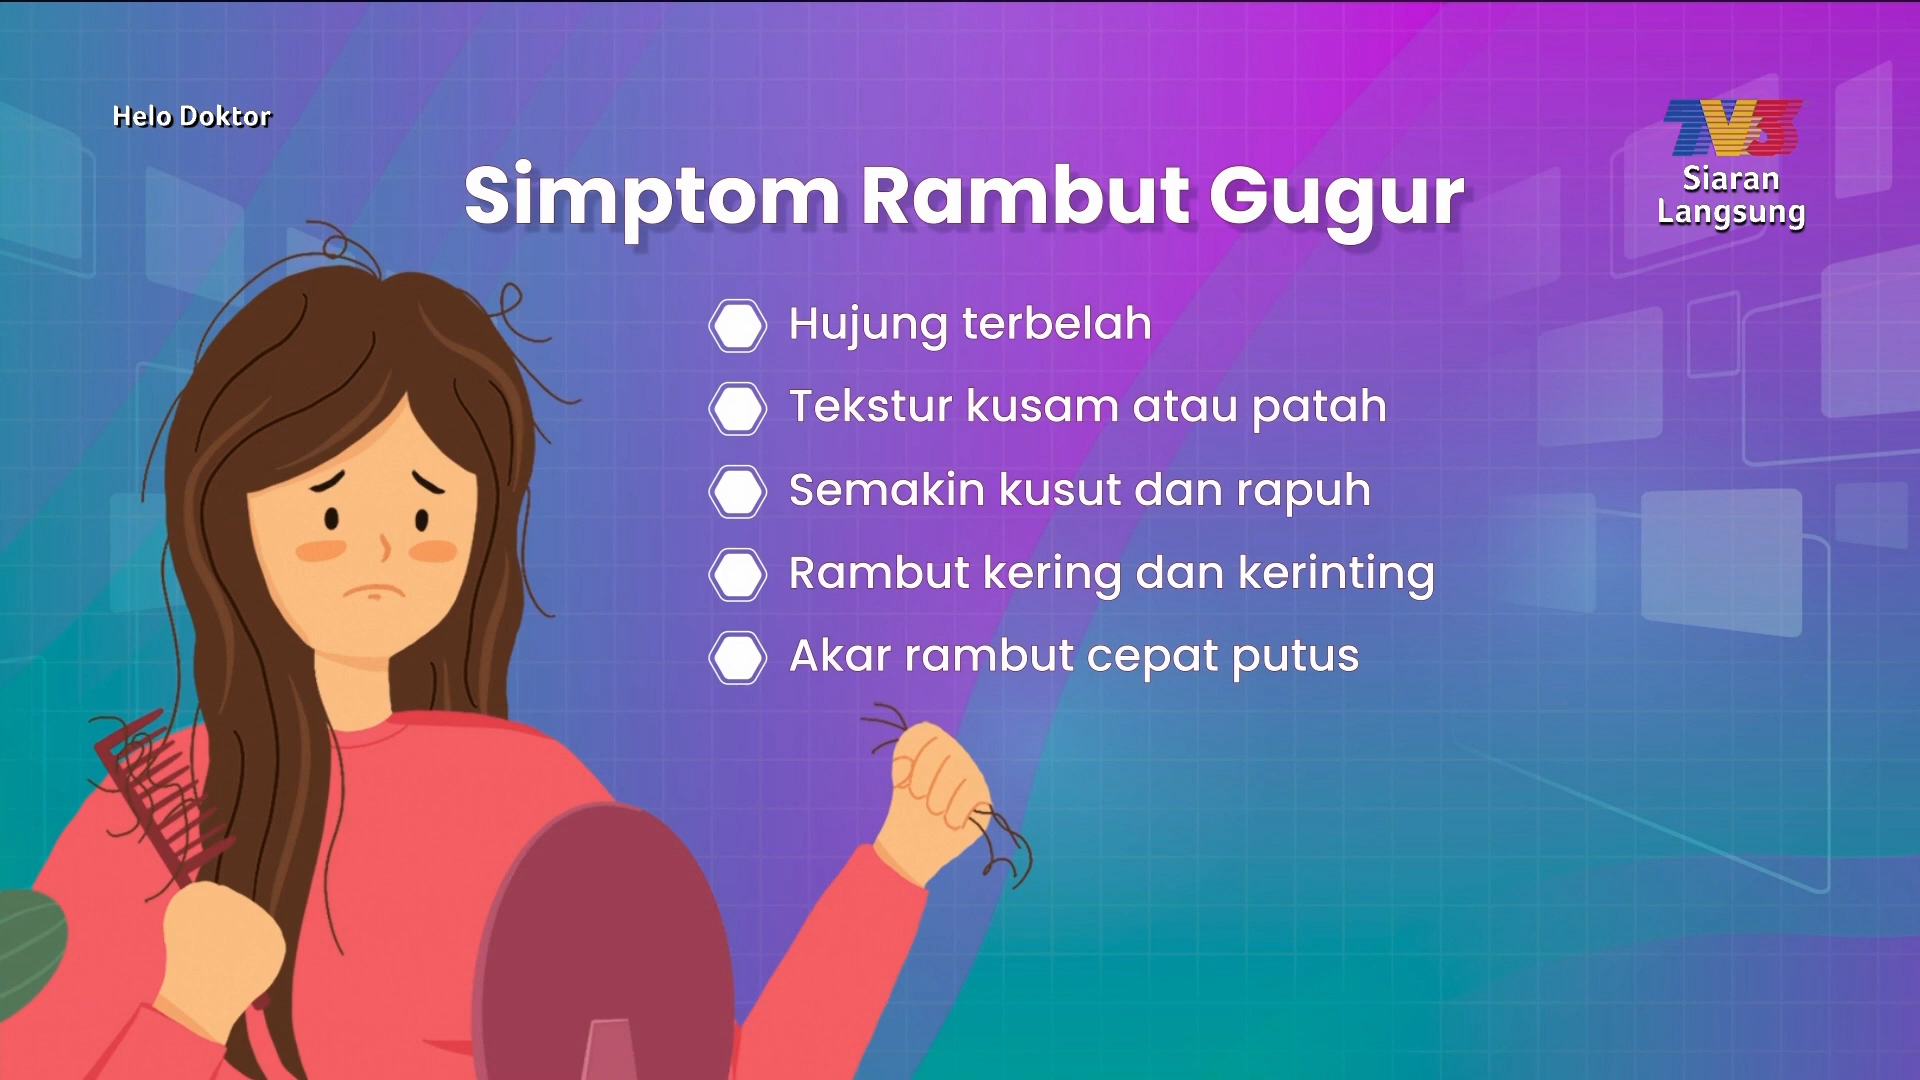 Helo Doktor
TV3
Siaran
Langsung
Simptom Rambut Gugur
Hujung terbelah
Tekstur kusam atau patah
Semakin kusut dan rapuh
Rambut kering dan kerinting
Akar rambut cepat putus